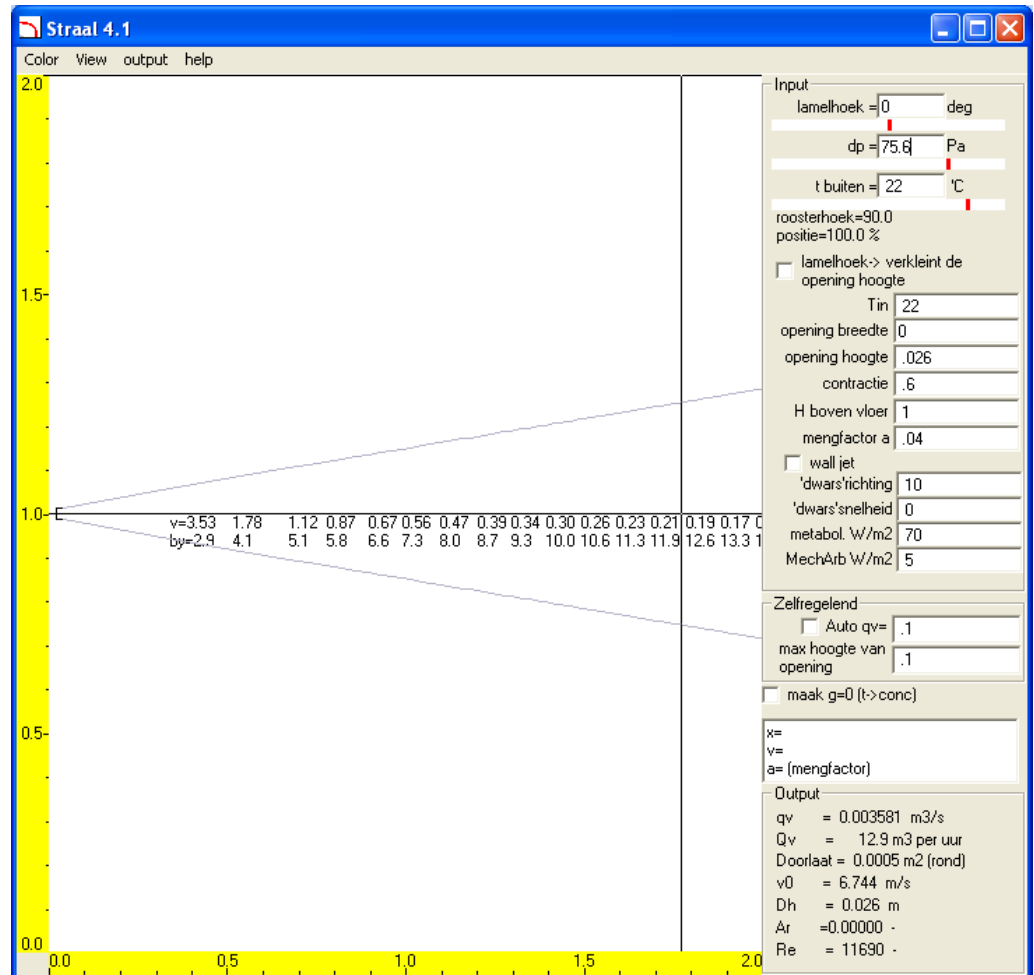 Straal 4.1
Color View output help
2.0
1.5
1.0
0.5
0.0
0.0 0.5 1.0 1.5 2.0
v=3.53 1.78 1.12 0.87 0.67 0.56 0.47 0.39 0.34 0.30 0.26 0.23 0.21 0.19 0.17
by=2.9 4.1 5.1 5.8 6.6 7.3 8.0 8.7 9.3 10.0 10.6 11.3 11.9 12.6 13.3
Input
lamelhoek = 0 deg
dp = 75.6 Pa
t buiten = 22 'C
roosterhoek=90.0
positie=100.0 %
lamelhoek-> verkleint de
opening hoogte
Tin 22
opening breedte 0
opening hoogte .026
contractie .6
H boven vloer 1
mengfactor a .04
wall jet
'dwars'richting 10
'dwars'snelheid 0
metabol. W/m2 70
MechArb W/m2 5
Zelfregelend
Auto qv= .1
max hoogte van
opening .1
maak g=0 (t->conc)
x=
v=
a= (mengfactor)
Output
qv = 0.003581 m3/s
Qv = 12.9 m3 per uur
Doorlaat = 0.0005 m2 (rond)
v0 = 6.744 m/s
Dh = 0.026 m
Ar =0.00000 -
Re = 11690 -